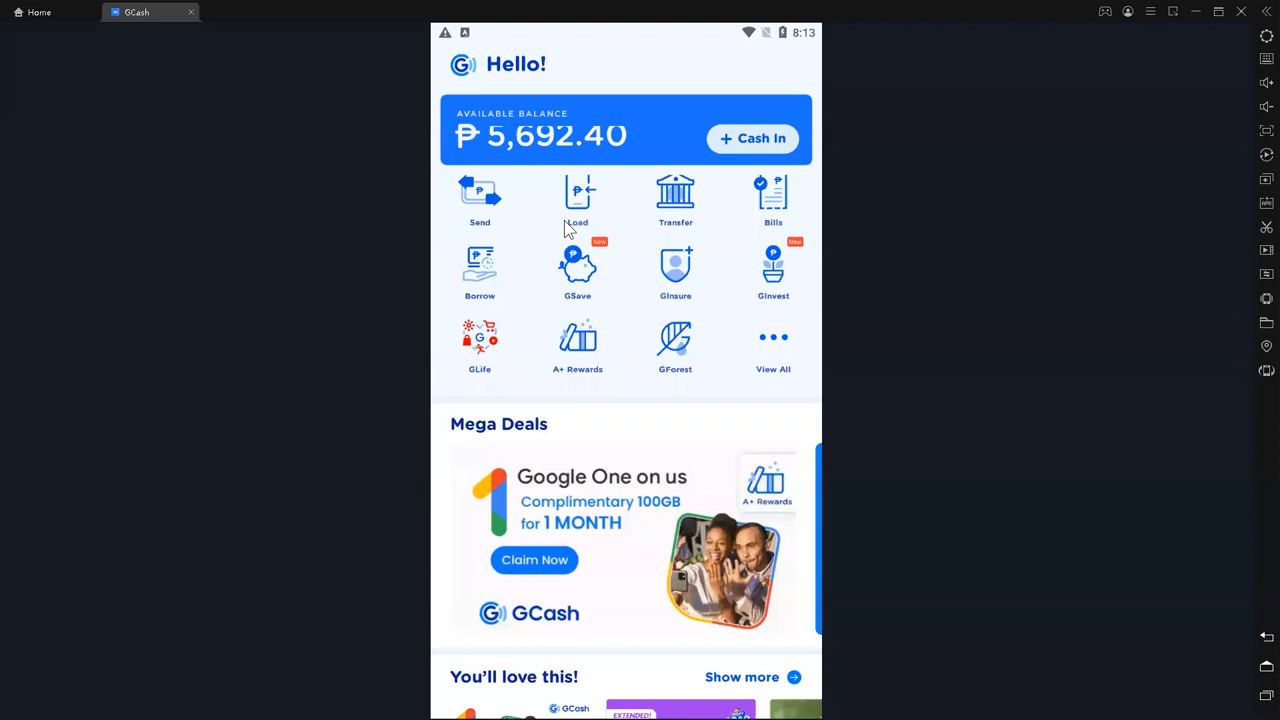 Home
GCash
8:13
Hello!
AVAILABLE BALANCE
₱ 5,692.40
+ Cash In
Send
Load
Transfer
Bills
New
New
Borrow
GSave
GInsure
GInvest
GLife
A+ Rewards
GForest
View All
Mega Deals
Google One on us
Complimentary 100GB
for 1 MONTH
A+ Rewards
Claim Now
GCash
You'll love this!
Show more
GCash
EXTENDED!